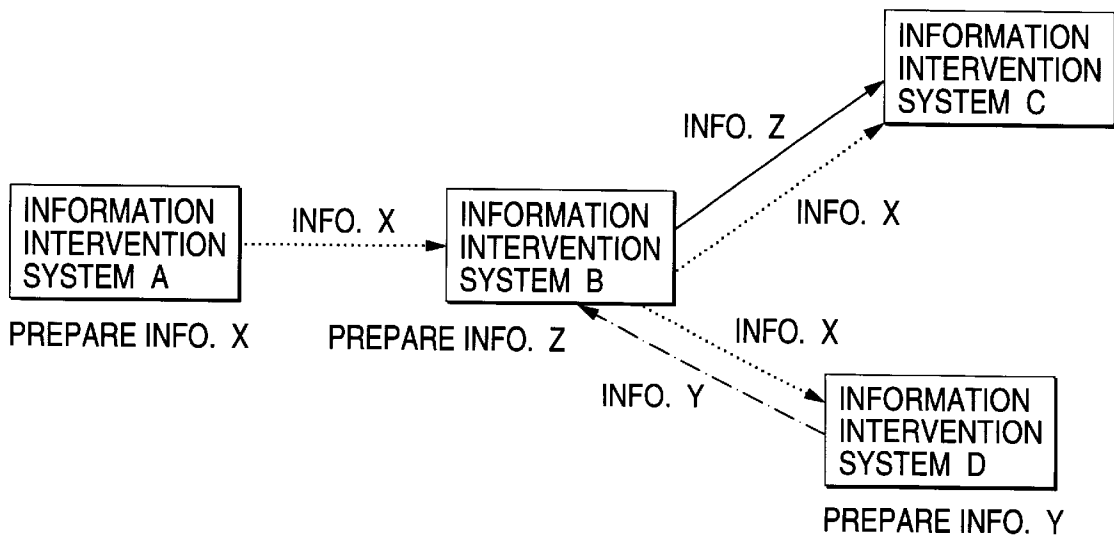 INFORMATION
INTERVENTION
SYSTEM C
INFO. Z
INFO. X
INFORMATION
INTERVENTION
SYSTEM A
INFO. X
INFORMATION
INTERVENTION
SYSTEM B
PREPARE INFO. X
PREPARE INFO. Z
INFO. X
INFO. Y
INFORMATION
INTERVENTION
SYSTEM D
PREPARE INFO. Y